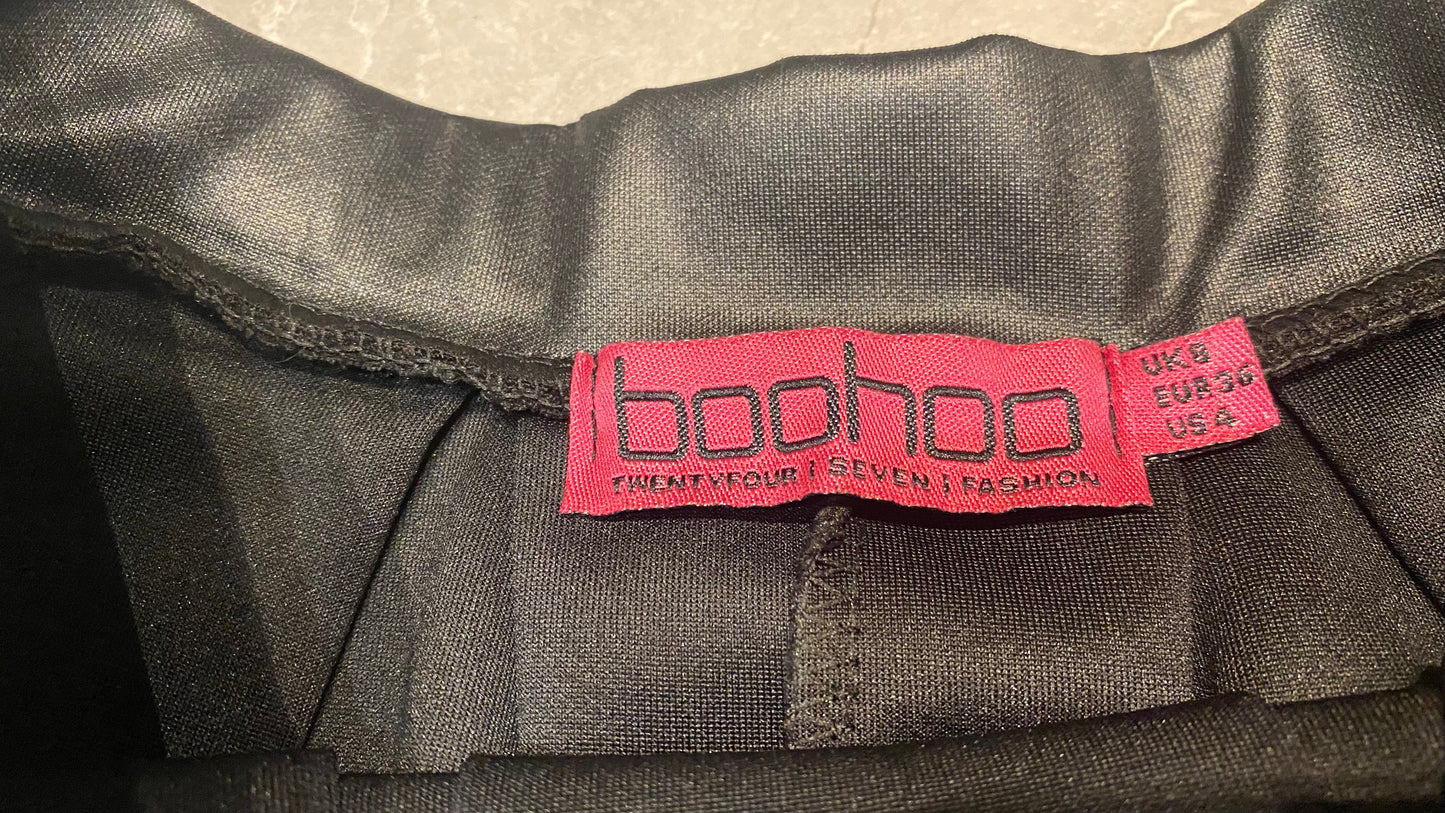 boohoo
TWENTYFOUR | SEVEN | FASHION
UK 8
EUR 36
US 4